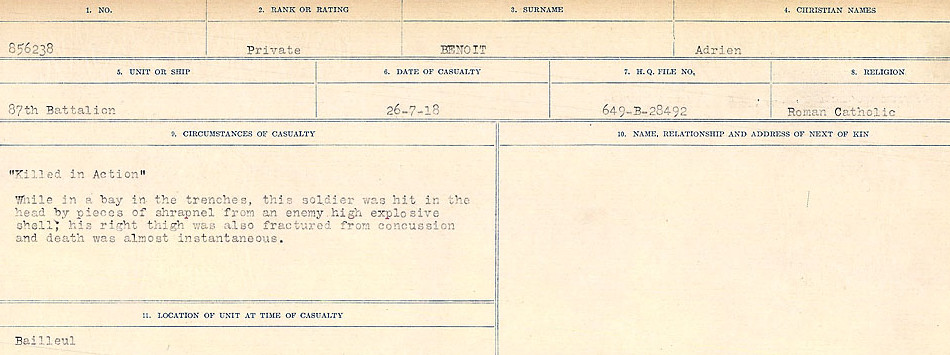 1. NO. 2. RANK OR RATING 3. SURNAME 4. CHRISTIAN NAMES
856238 Private BENOIT Adrien
5. UNIT OR SHIP 6. DATE OF CASUALTY 7. H.Q. FILE NO. 8. RELIGION
87th Battalion 26-7-18 649-B-28492 Roman Catholic
9. CIRCUMSTANCES OF CASUALTY
"Killed in Action"
While in a bay in the trenches, this soldier was hit in the
head by pieces of shrapnel from an enemy high explosive
shell; his right thigh was also fractured from concussion
and death was almost instantaneous.
10. NAME, RELATIONSHIP AND ADDRESS OF NEXT OF KIN
11. LOCATION OF UNIT AT TIME OF CASUALTY
Bailleul